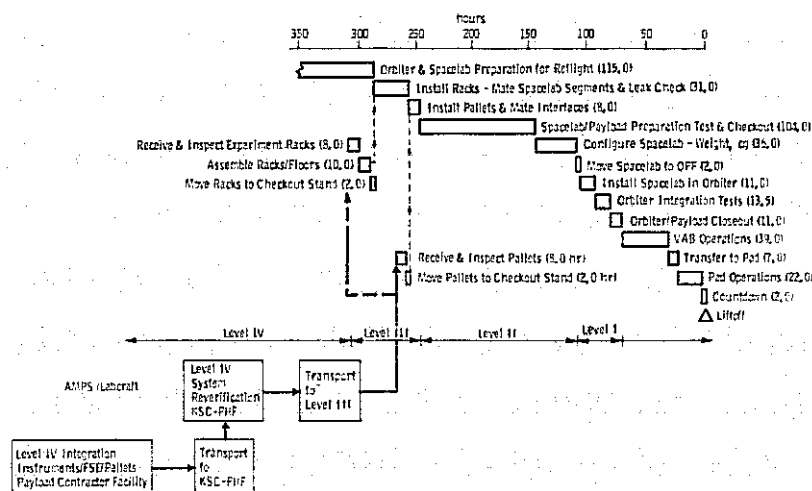 hours
350 300 200 100 0
Orbiter & Spacelab Preparation for Reflight (115.0)
Install Racks - Mate Spacelab Segments & Leak Check (31.0)
Install Pallets & Mate Interfaces (8.0)
Spacelab/Payload Preparation Test & Checkout (104.0)
Receive & Inspect Experiment Racks (8.0)
Configure Spacelab - Weight, cg (36.0)
Assemble Racks/Floors (10.0)
Move Spacelab to OFF (2.0)
Move Racks to Checkout Stand (2.0)
Install Spacelab in Orbiter (11.0)
Orbiter Integration Tests (13.5)
Orbiter/Payload Closeout (11.0)
VAB Operations (39.0)
Receive & Inspect Pallets (8.0 hr)
Transfer to Pad (7.0)
Move Pallets to Checkout Stand (2.0 hr)
Pad Operations (22.0)
Countdown (2.0)
Liftoff
Level IV Level III Level II Level I
AMPS /Labcraft
Level IV
System
Reverification
KSC-PHF
Transport
to
Level III
Level IV Integration
Instruments/FSE/Pallets
Payload Contractor Facility
Transport
to
KSC-PHF